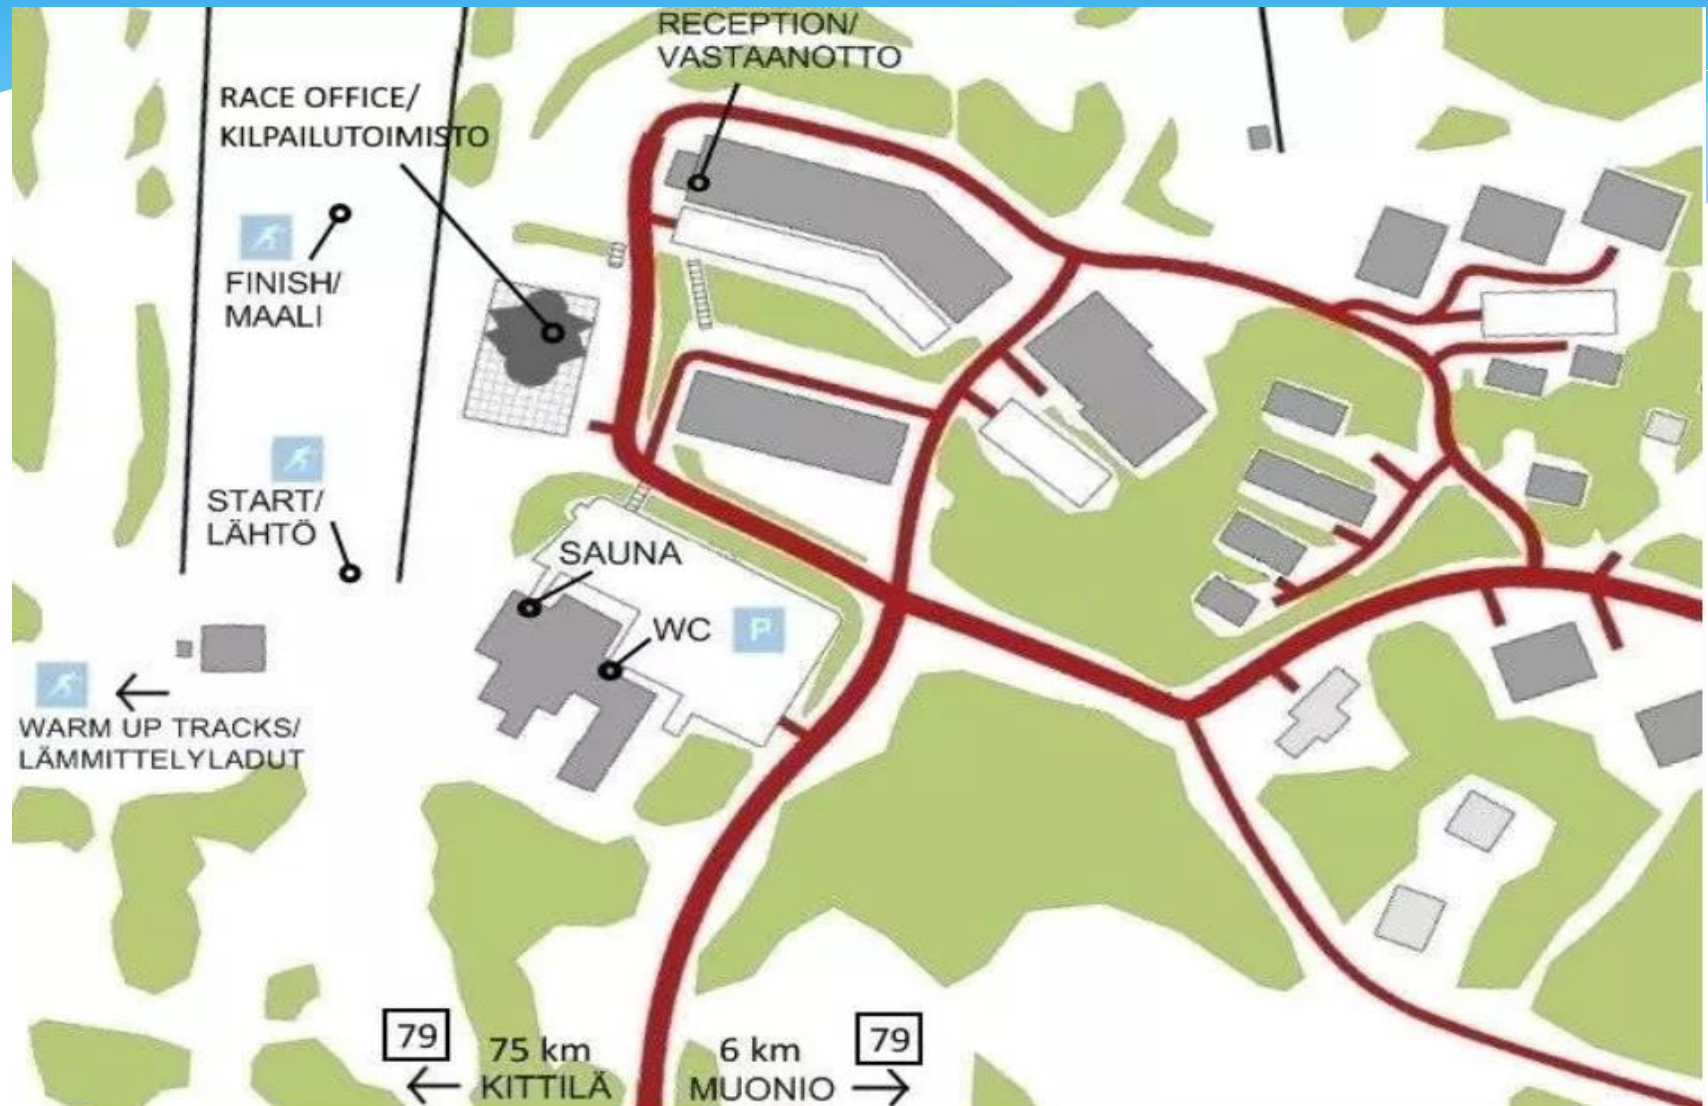 RECEPTION/
VASTAANOTTO
RACE OFFICE/
KILPAILUTOIMISTO
FINISH/
MAALI
START/
LÄHTÖ
SAUNA
WC
P
WARM UP TRACKS/
LÄMMITTELYLADUT
79
75 km
KITTILÄ
6 km
MUONIO
79